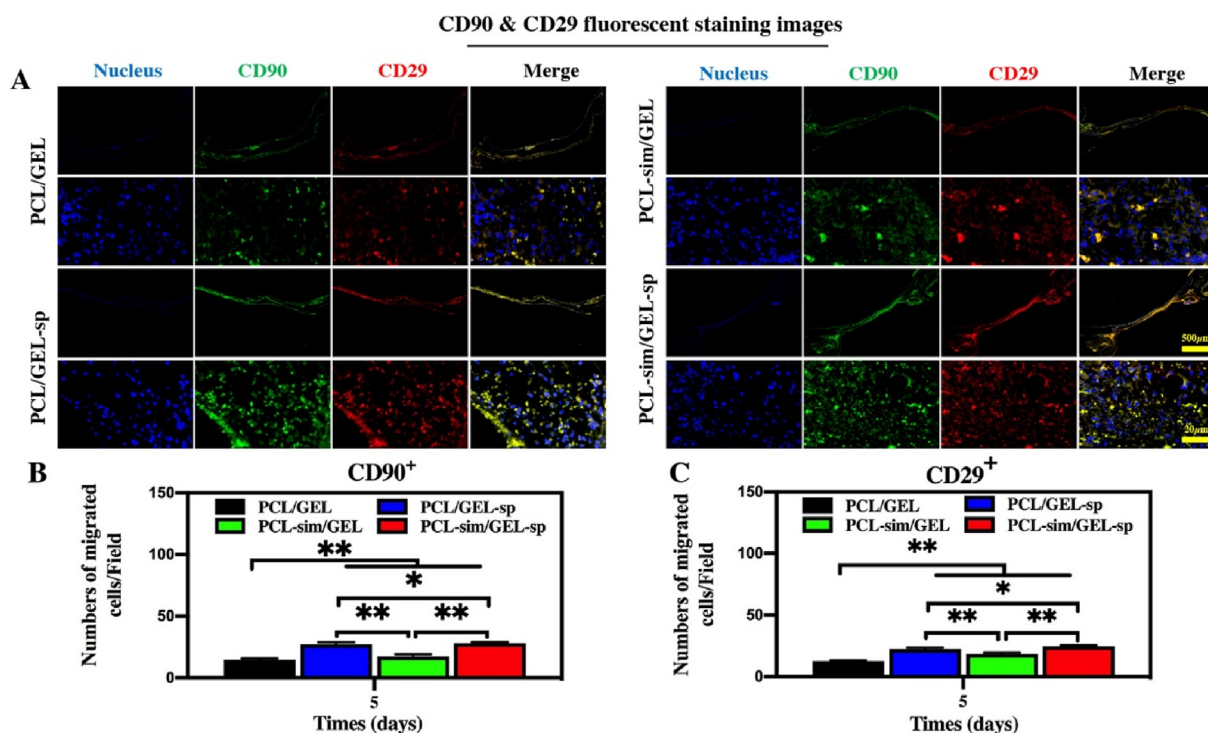 CD90 & CD29 fluorescent staining images
A
Nucleus CD90 CD29 Merge
Nucleus CD90 CD29 Merge
PCL/GEL
PCL/GEL-sp
PCL-sim/GEL
PCL-sim/GEL-sp
500μm
20μm
B
CD90+
Numbers of migrated
cells/Field
150
100
50
0
PCL/GEL PCL/GEL-sp
PCL-sim/GEL PCL-sim/GEL-sp
**
*
** **
5
Times (days)
C
CD29+
Numbers of migrated
cells/Field
150
100
50
0
PCL/GEL PCL/GEL-sp
PCL-sim/GEL PCL-sim/GEL-sp
**
*
** **
5
Times (days)